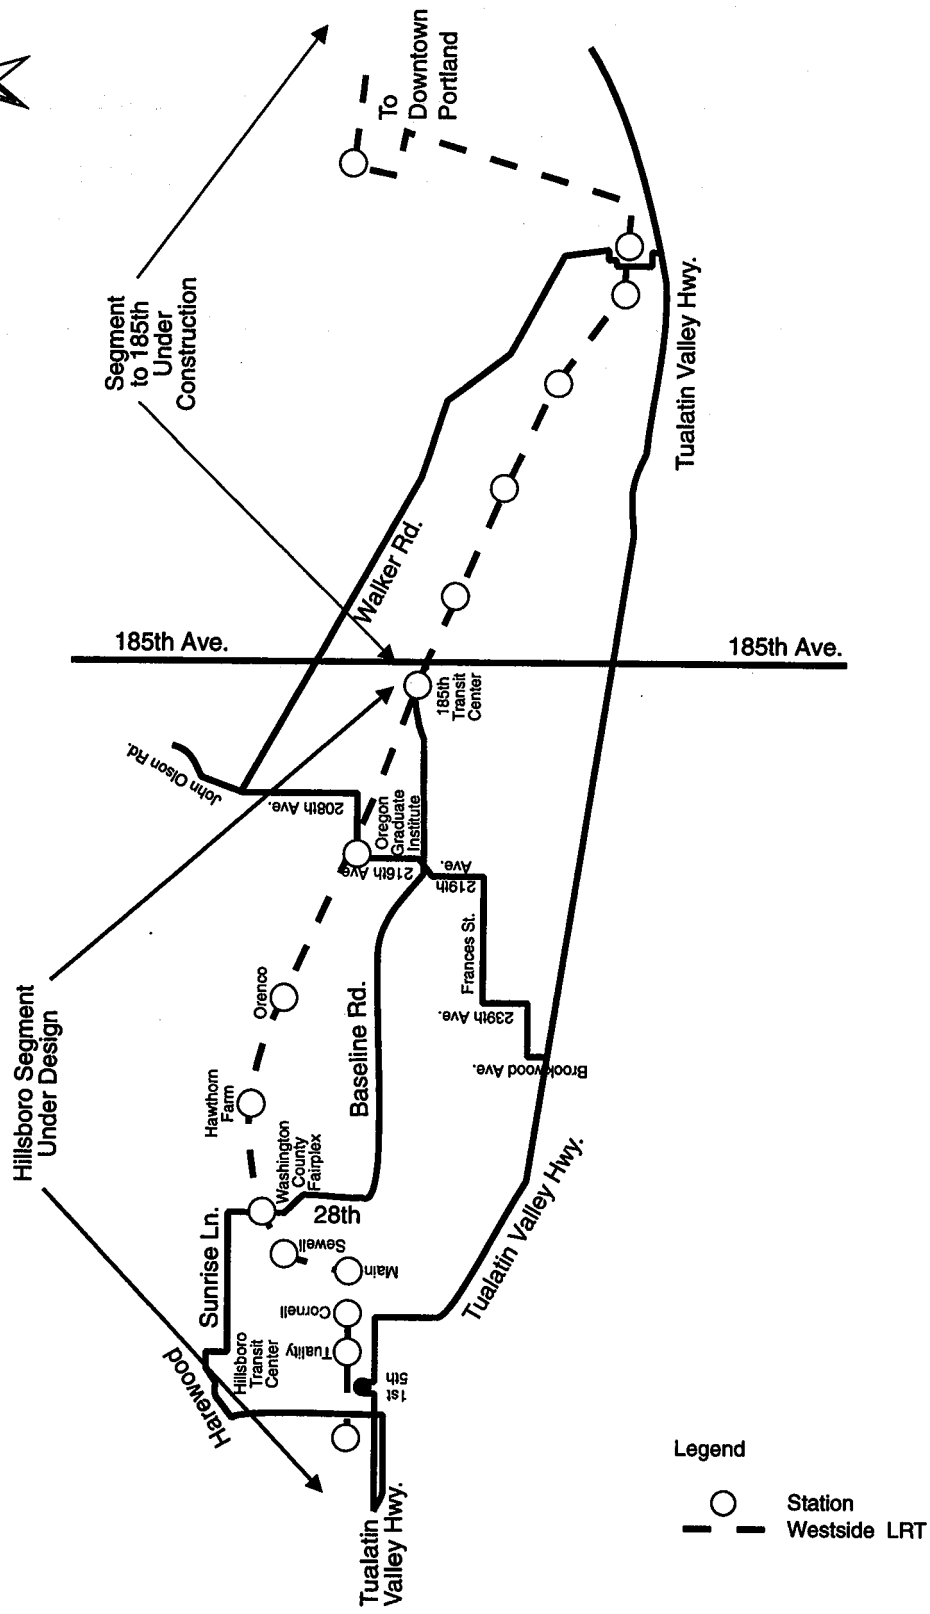 To
Downtown
Portland
Segment
to 185th
Under
Construction
Tualatin Valley Hwy.
Walker Rd.
185th Ave.
185th Ave.
185th
Transit
Center
John Olson Rd.
208th Ave.
Oregon
Graduate
Institute
216th Ave.
219th
Ave.
Frances St.
239th Ave.
Brookwood Ave.
Orenco
Baseline Rd.
Hillsboro Segment
Under Design
Hawthorn
Farm
Washington
County
Fairplex
28th
Sunrise Ln.
Sewell
Main
Cornell
Tuality
Hillsboro
Transit
Center
Harewood
5th
1st
Tualatin Valley Hwy.
Tualatin
Valley Hwy.
Legend
Station
Westside LRT